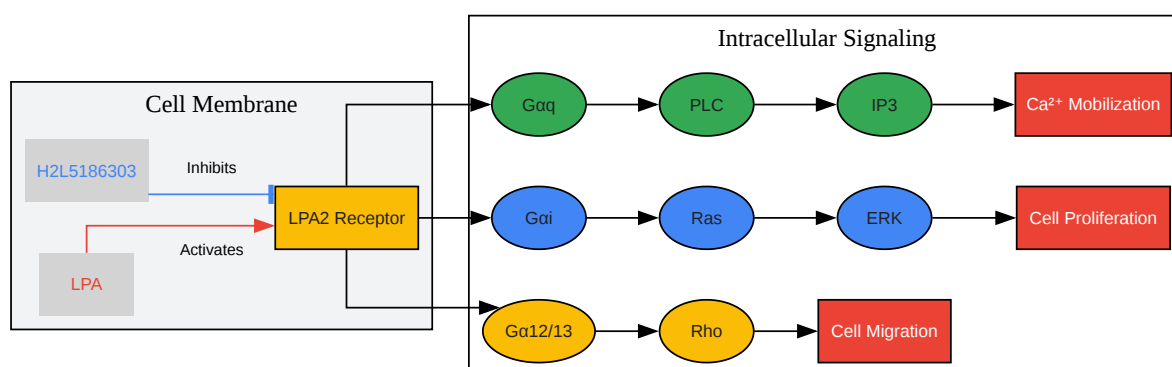 Intracellular Signaling
Cell Membrane
Gαq
PLC
IP3
Ca²⁺ Mobilization
H2L5186303
Inhibits
LPA2 Receptor
Gαi
Ras
ERK
Cell Proliferation
Activates
LPA
Gα12/13
Rho
Cell Migration